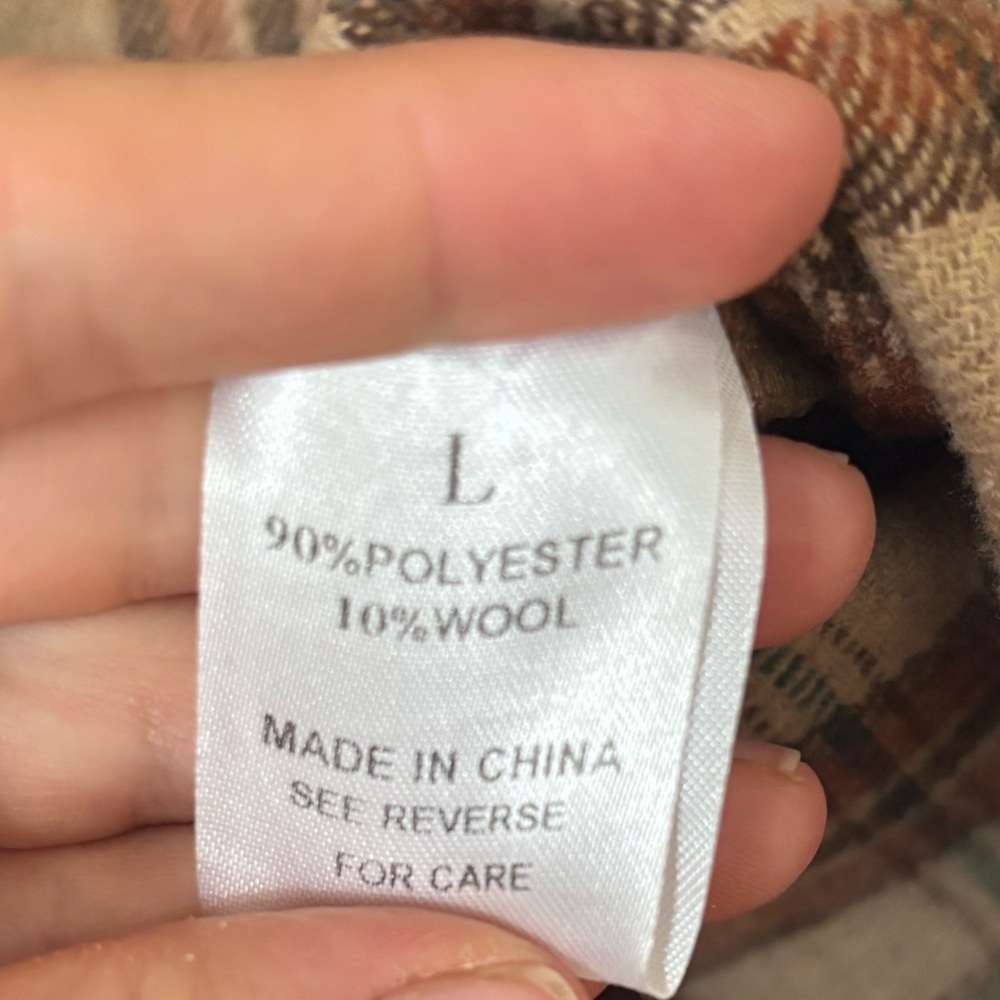 L
90%POLYESTER
10%WOOL
MADE IN CHINA
SEE REVERSE
FOR CARE